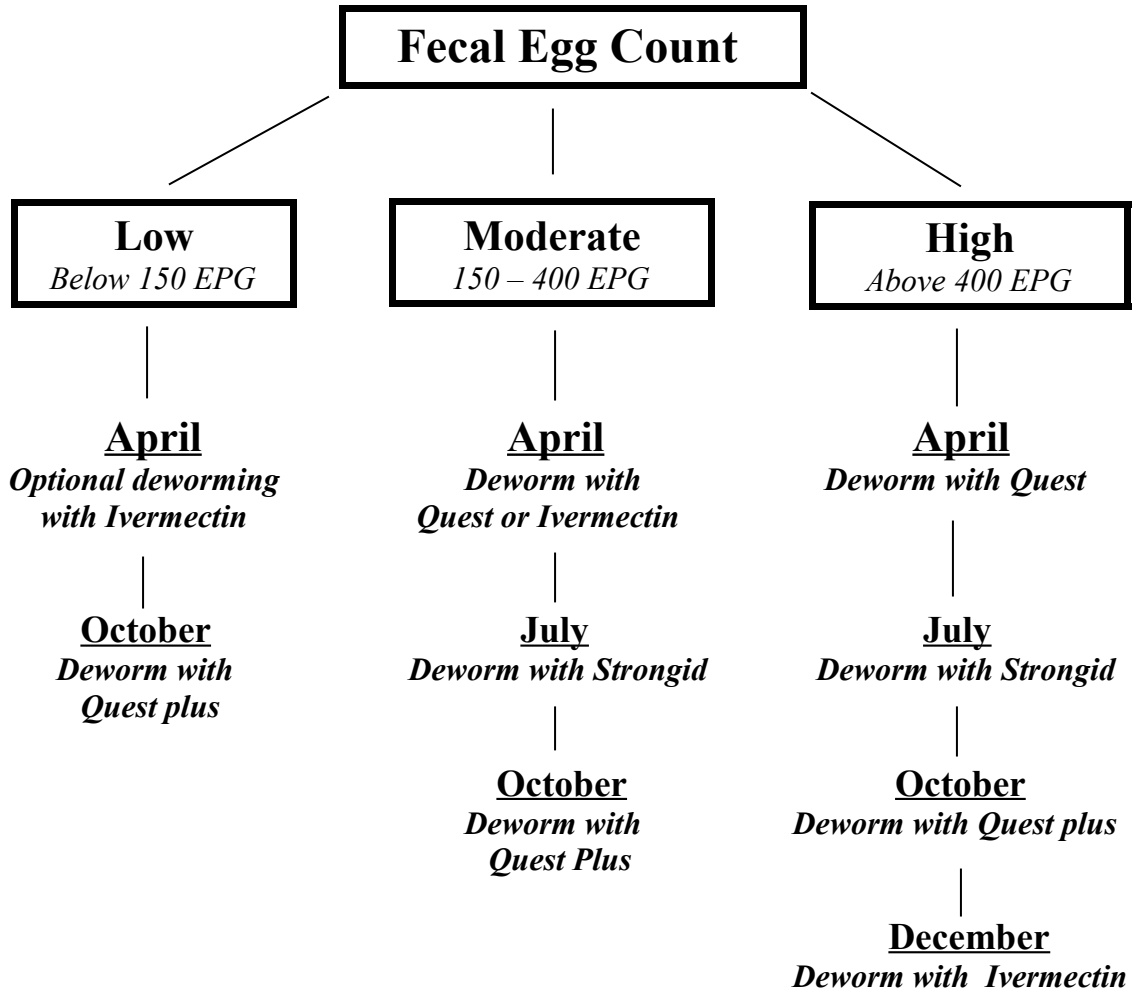 Fecal Egg Count
Low
Below 150 EPG
April
Optional deworming
with Ivermectin
October
Deworm with
Quest plus
Moderate
150 – 400 EPG
April
Deworm with
Quest or Ivermectin
July
Deworm with Strongid
October
Deworm with
Quest Plus
High
Above 400 EPG
April
Deworm with Quest
July
Deworm with Strongid
October
Deworm with Quest plus
December
Deworm with Ivermectin